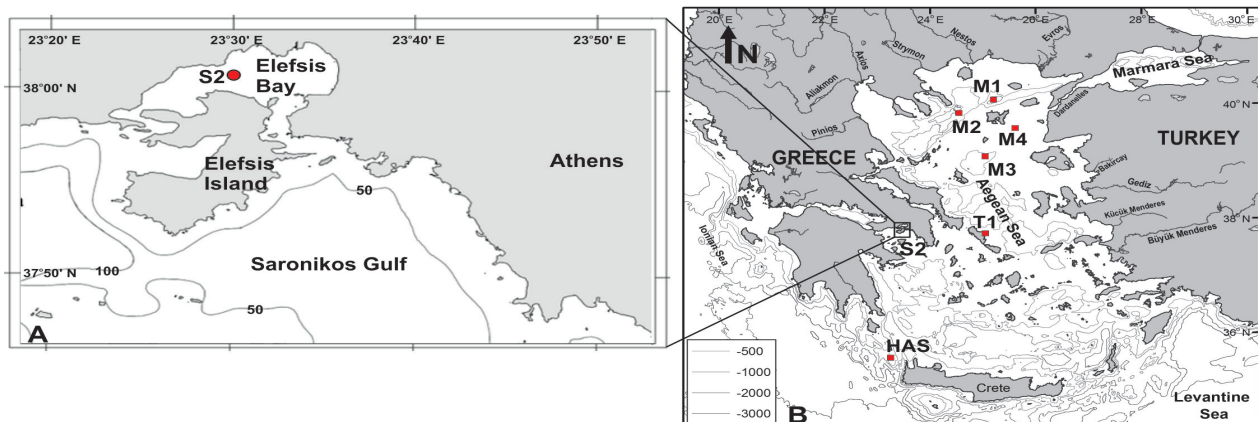 23°20' E
23°30' E
23°40' E
23°50' E
S2
Elefsis
Bay
38°00' N
Elefsis
Island
Athens
50
Saronikos Gulf
37°50' N
100
50
A
20°E
22°E
24°E
26°E
28°E
30°E
N
Axios
Strymon
Nestos
Evros
Aliakmon
Pinios
Marmara Sea
Dardanelles
40°N
M1
M2
M4
M3
GREECE
TURKEY
Aegean Sea
Bakircay
Gediz
Kücük Menderes
Büyük Menderes
38°N
T1
S2
Ionian Sea
36°N
HAS
Crete
Levantine
Sea
-500
-1000
-2000
-3000
B